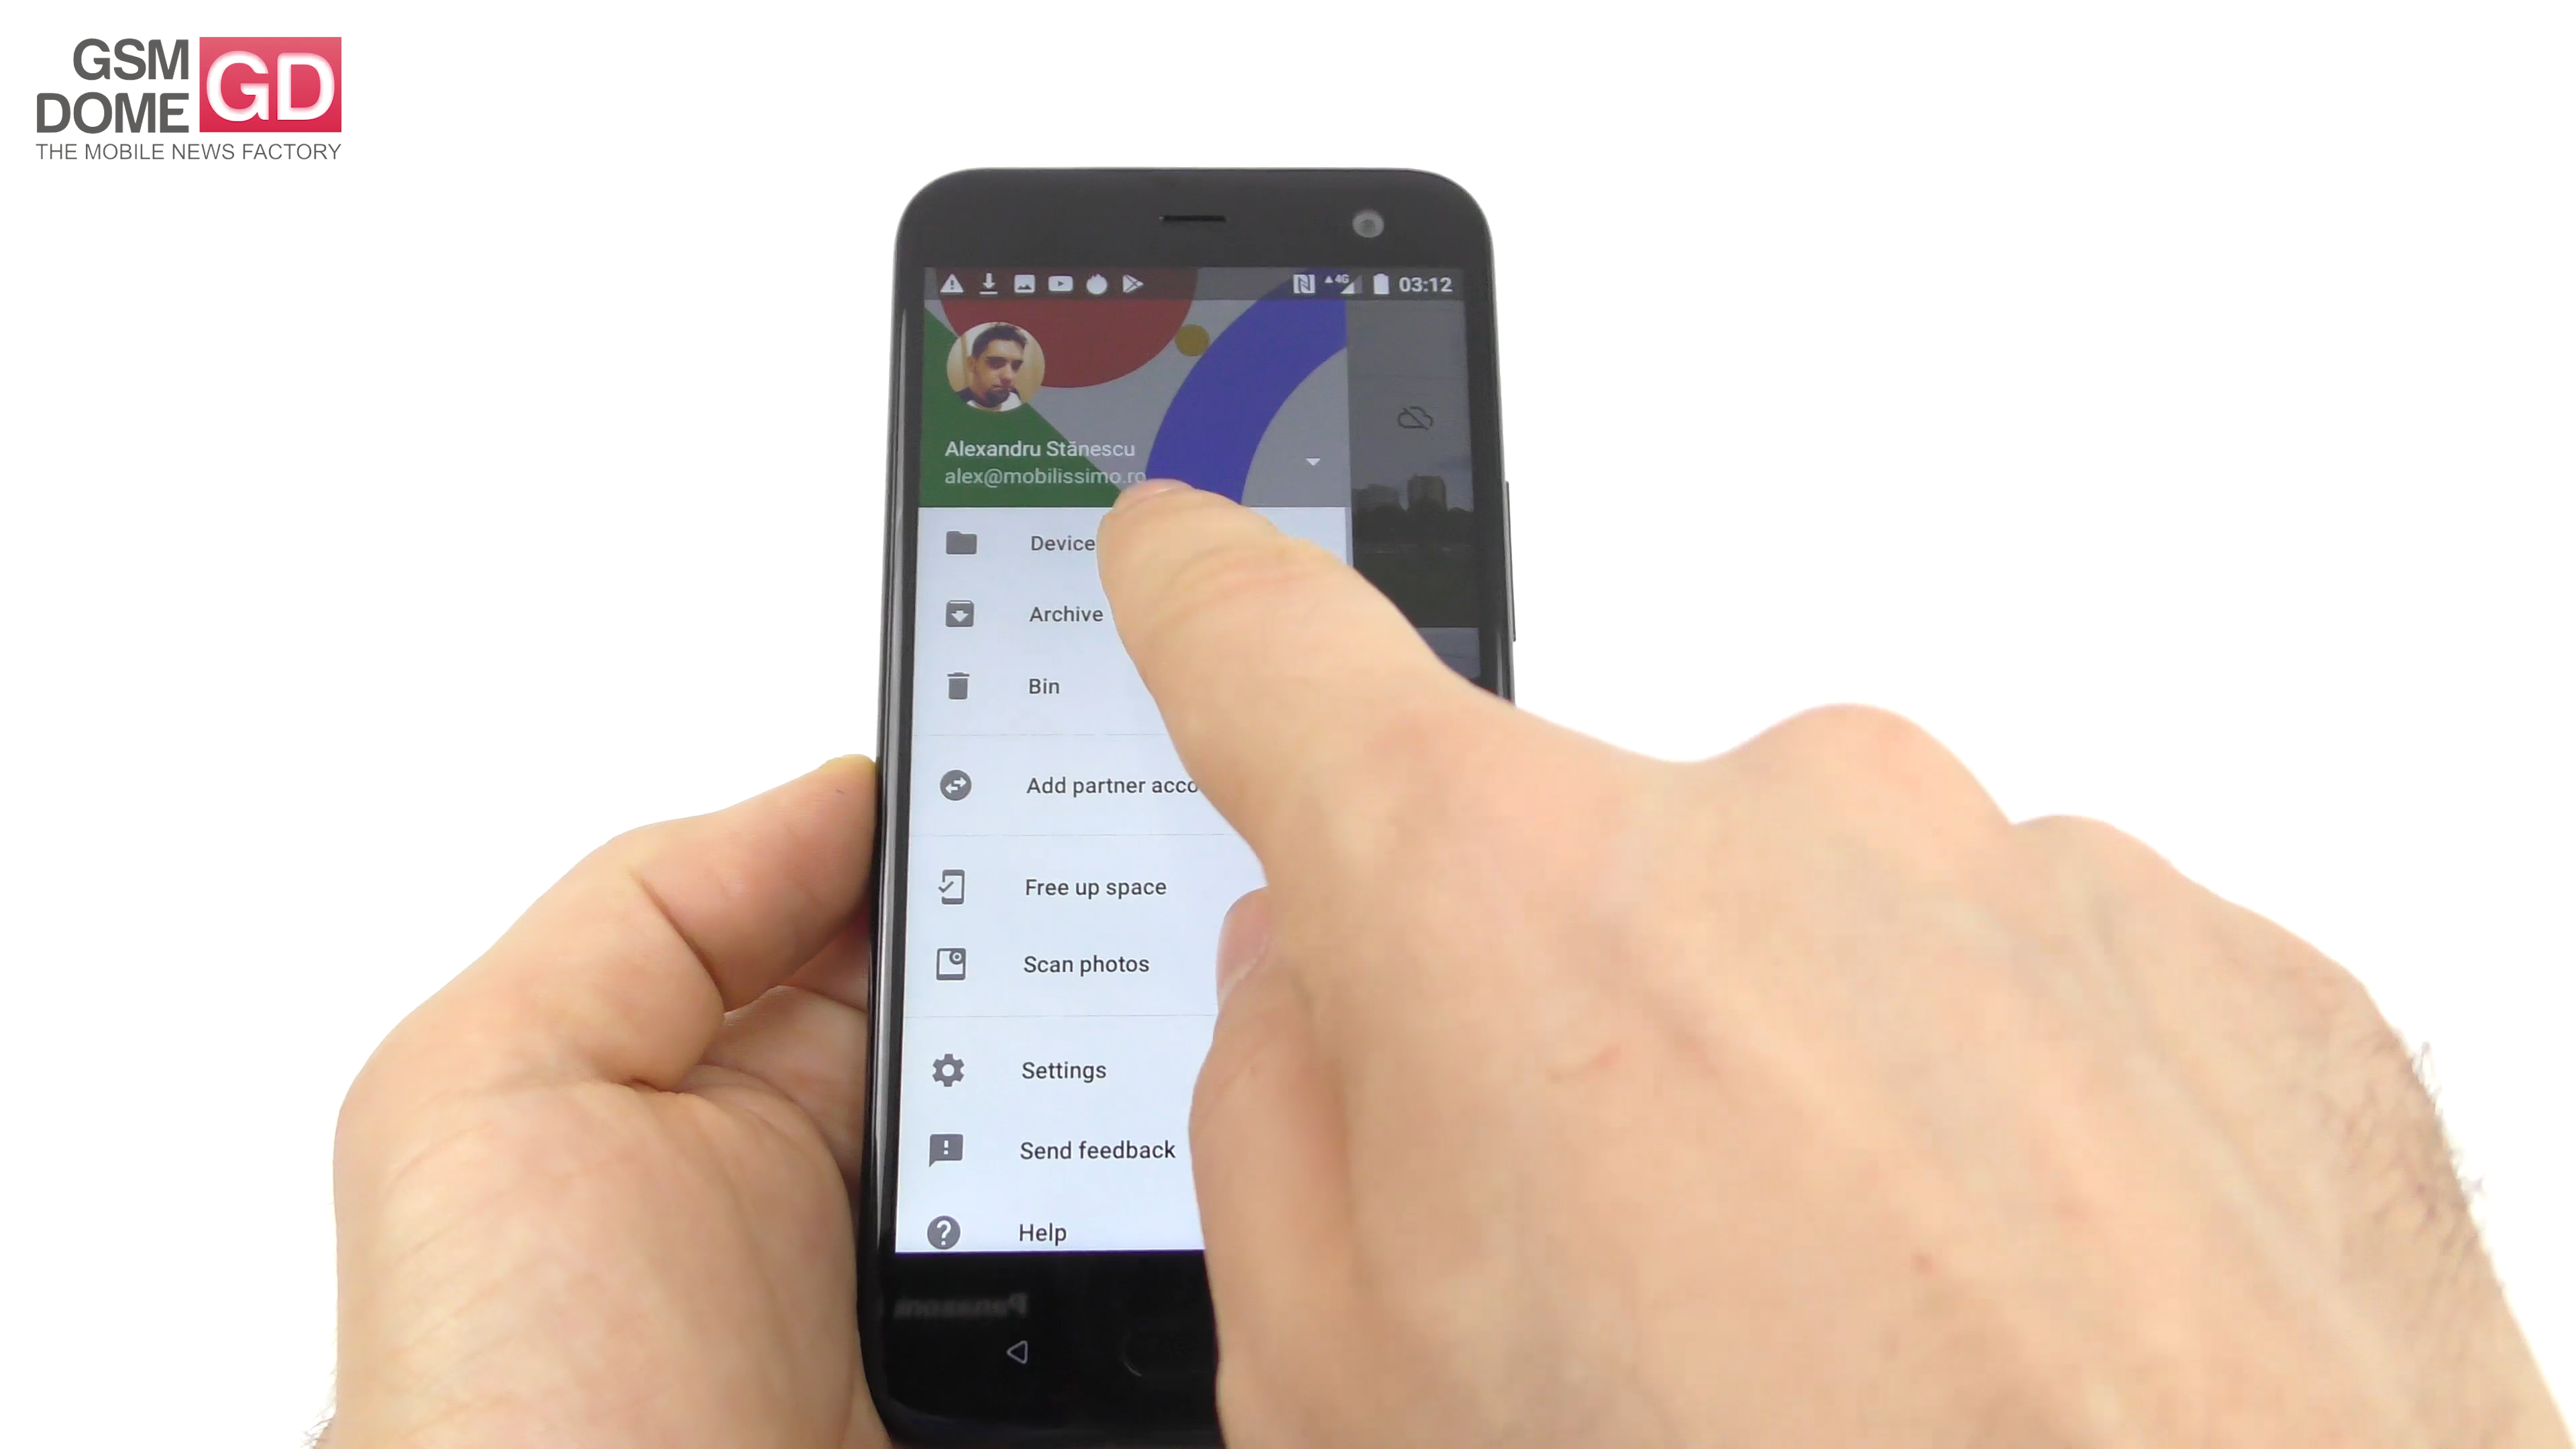 GSM
DOME
GD
THE MOBILE NEWS FACTORY
4G
03:12
Alexandru Stănescu
alex@mobilissimo.ro
Device
Archive
Bin
Add partner acco
Free up space
Scan photos
Settings
Send feedback
Help